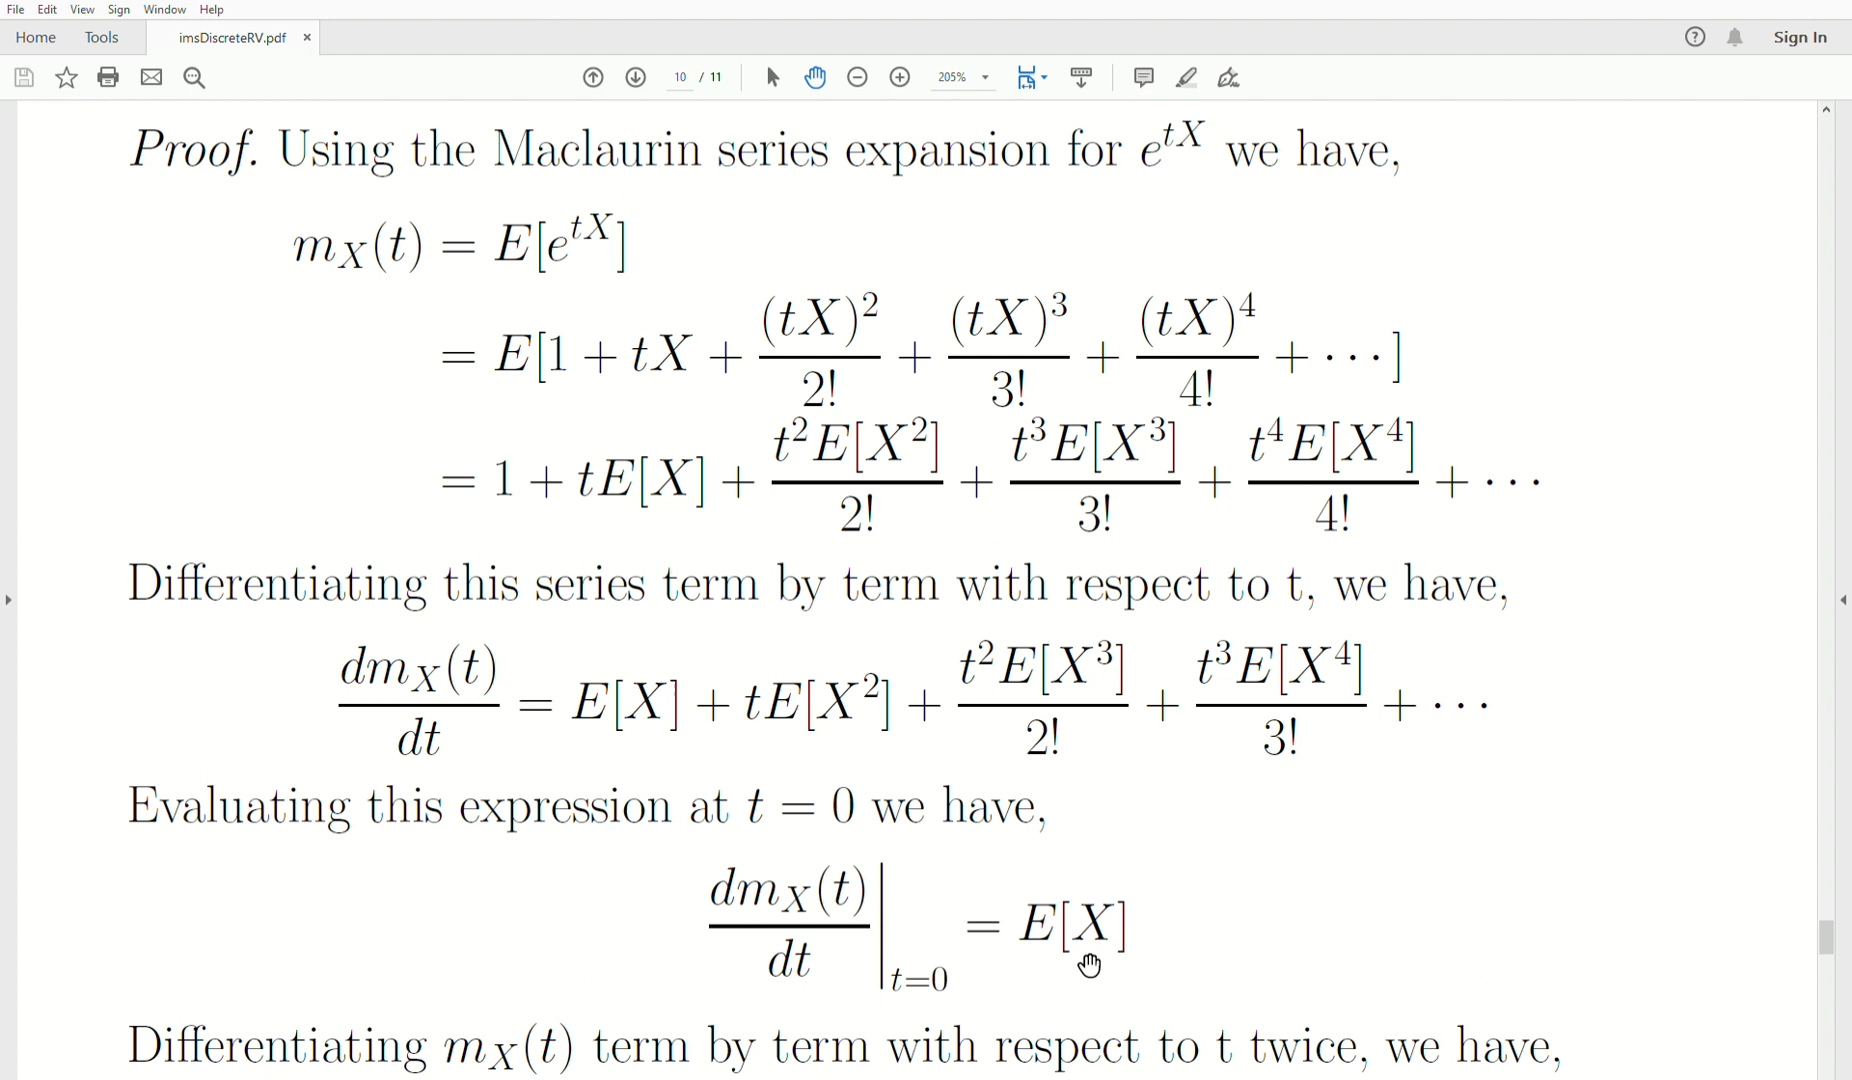 File Edit View Sign Window Help
Home Tools imsDiscreteRV.pdf × Sign In
10 / 11 205%
Proof. Using the Maclaurin series expansion for e^{tX} we have,
m_X(t) = E[e^{tX}]
= E[1 + tX + (tX)^2/2! + (tX)^3/3! + (tX)^4/4! + ⋯]
= 1 + tE[X] + t^2E[X^2]/2! + t^3E[X^3]/3! + t^4E[X^4]/4! + ⋯
Differentiating this series term by term with respect to t, we have,
dm_X(t)/dt = E[X] + tE[X^2] + t^2E[X^3]/2! + t^3E[X^4]/3! + ⋯
Evaluating this expression at t = 0 we have,
dm_X(t)/dt |_{t=0} = E[X]
Differentiating m_X(t) term by term with respect to t twice, we have,